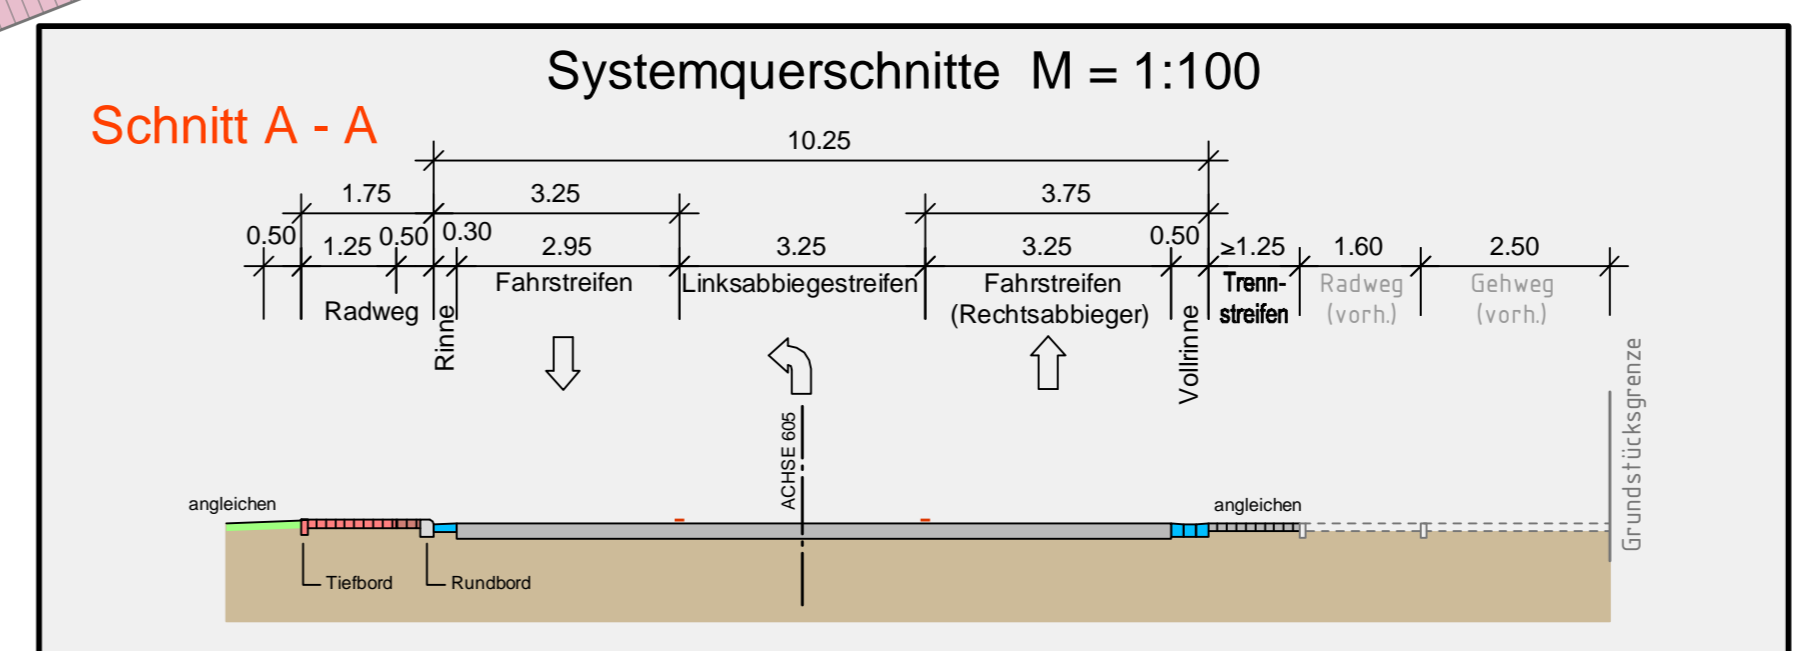 Systemquerschnitte M = 1:100
Schnitt A - A
10.25
1.75 3.25 3.75
0.50 1.25 0.50 0.30 2.95 3.25 3.25 0.50 ≥1.25 1.60 2.50
Radweg
Rinne
Fahrstreifen
Linksabbiegestreifen
Fahrstreifen
(Rechtsabbieger)
Vollrinne
Trenn-
streifen
Radweg
(vorh.)
Gehweg
(vorh.)
Grundstücksgrenze
ACHSE 605
angleichen
angleichen
Tiefbord
Rundbord